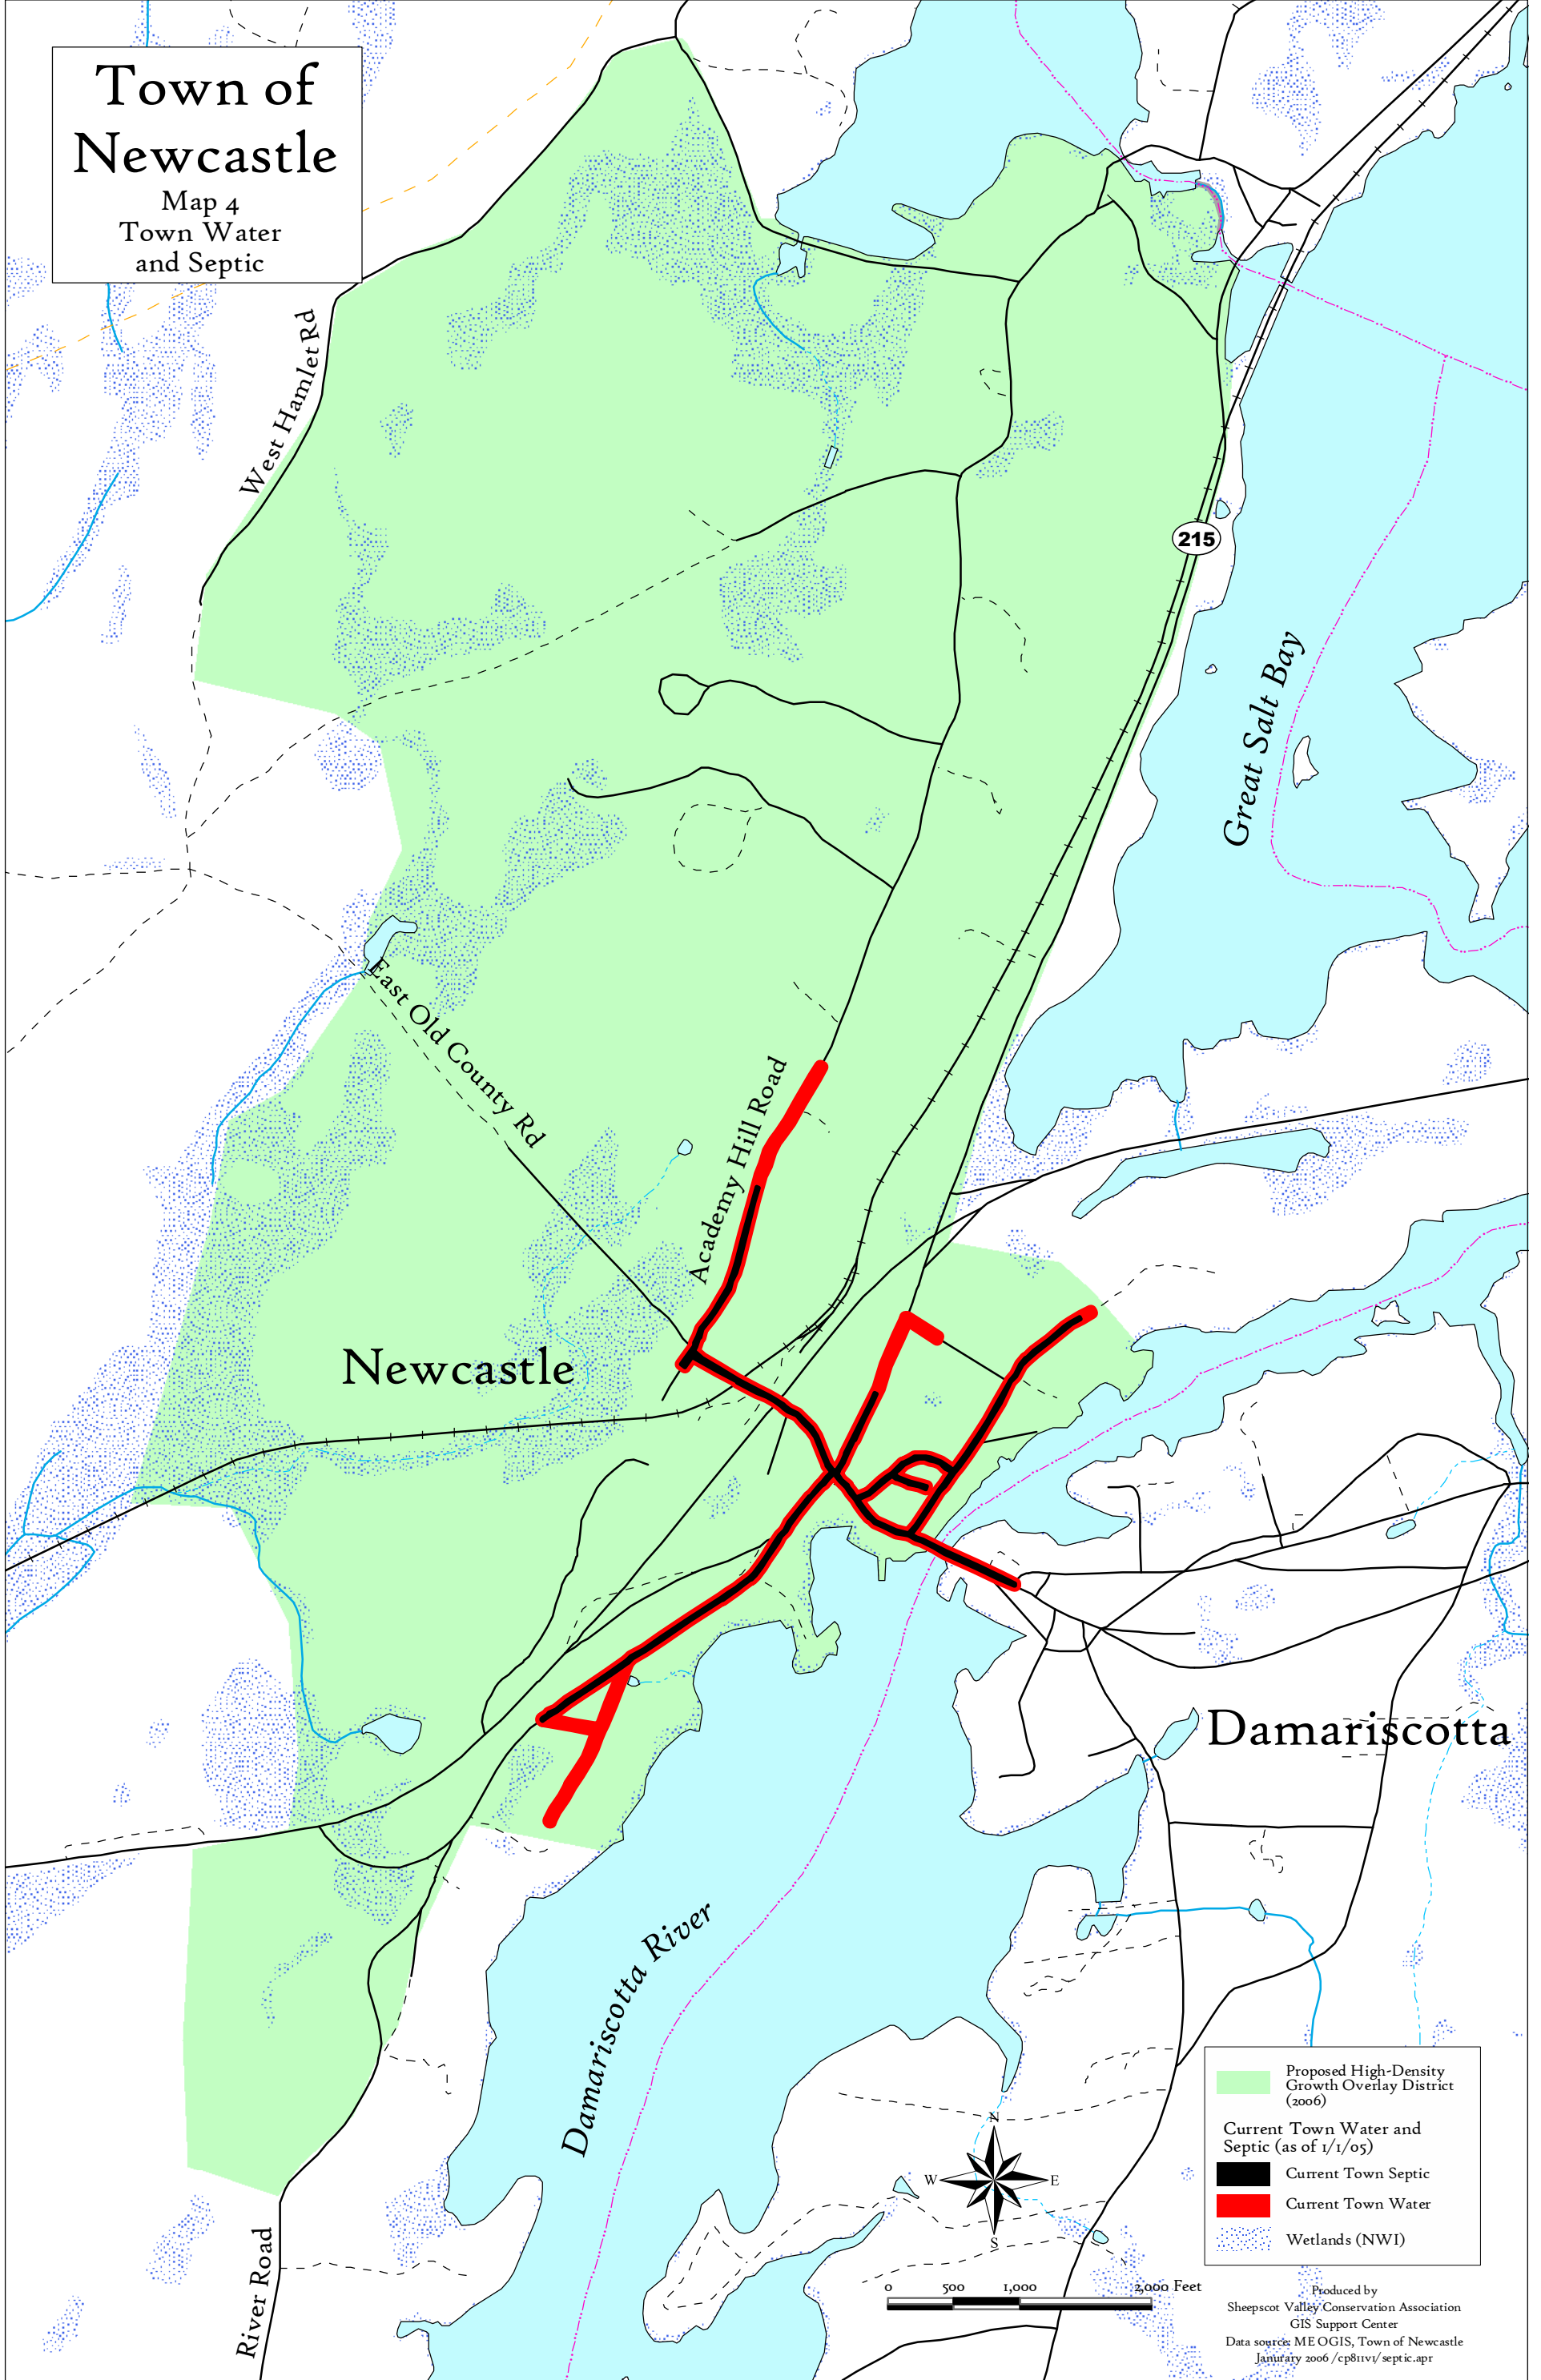 Town of
Newcastle
Map 4
Town Water
and Septic
West Hamlet Rd
215
Great Salt Bay
East Old County Rd
Academy Hill Road
Newcastle
Damariscotta
Damariscotta River
River Road
N
W
E
S
0 500 1,000 2,000 Feet
Proposed High-Density
Growth Overlay District
(2006)
Current Town Water and
Septic (as of 1/1/05)
Current Town Septic
Current Town Water
Wetlands (NWI)
Produced by
Sheepscot Valley Conservation Association
GIS Support Center
Data source: ME OGIS, Town of Newcastle
Janurary 2006 /cp811v1/septic.apr